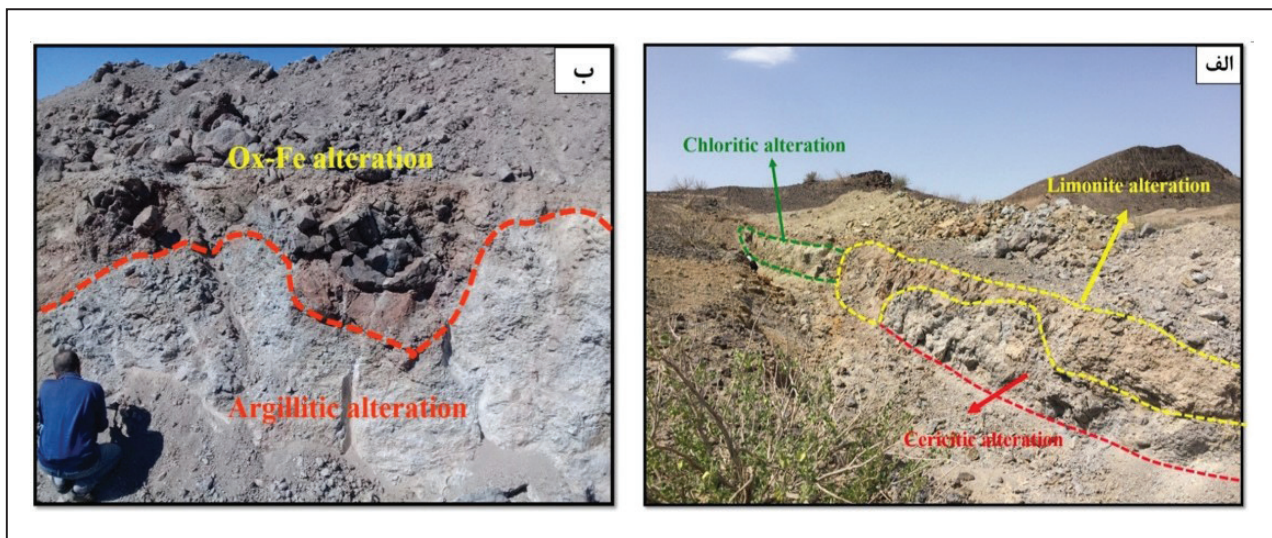 الف
Chloritic alteration
Limonite alteration
Cericitic alteration
ب
Ox-Fe alteration
Argillitic alteration